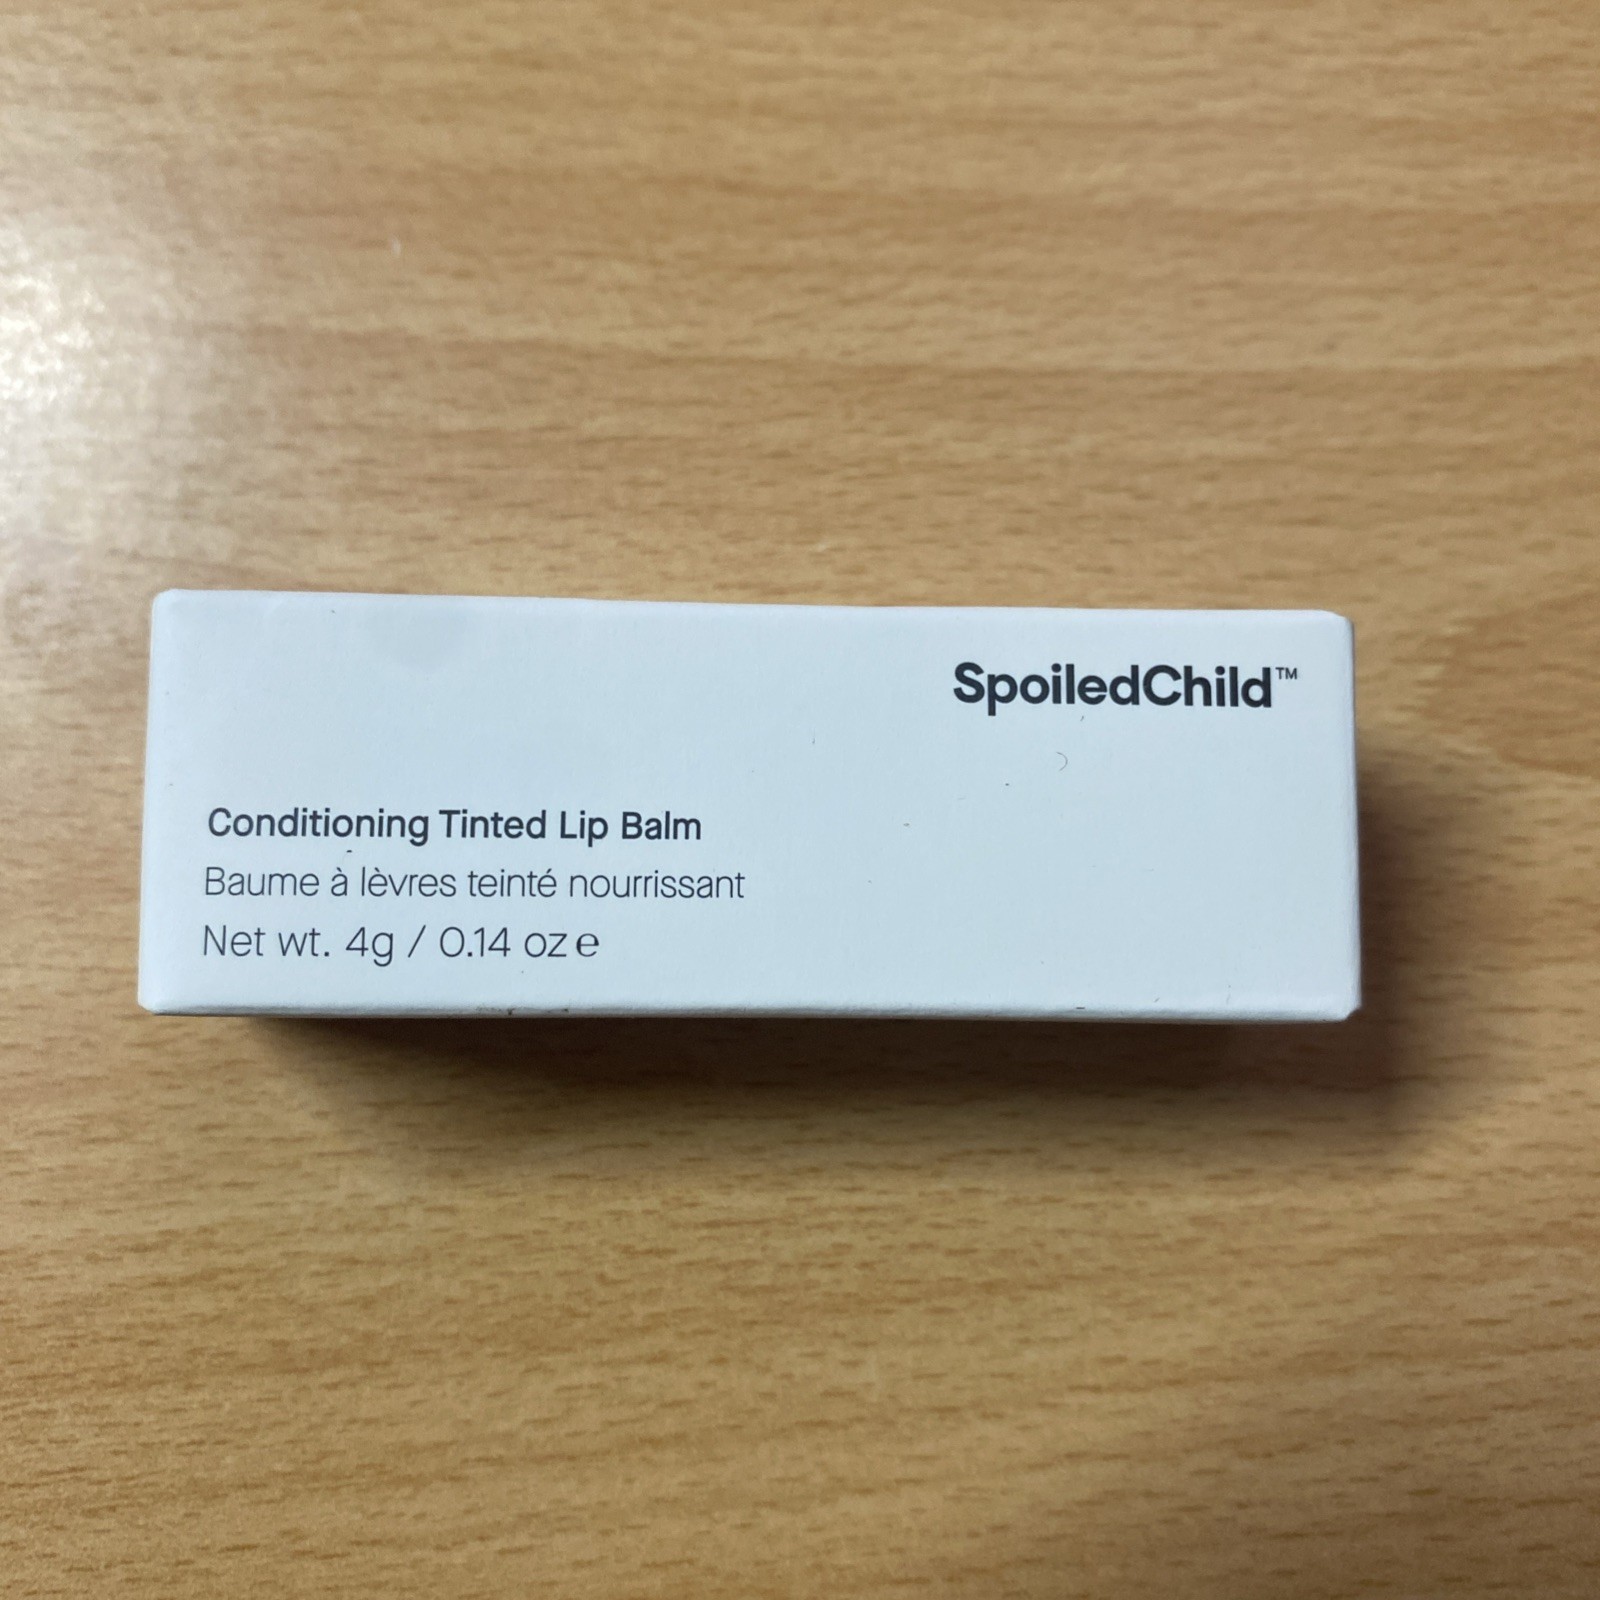 SpoiledChild™
Conditioning Tinted Lip Balm
Baume à lèvres teinté nourrissant
Net wt. 4g / 0.14 oz ℮